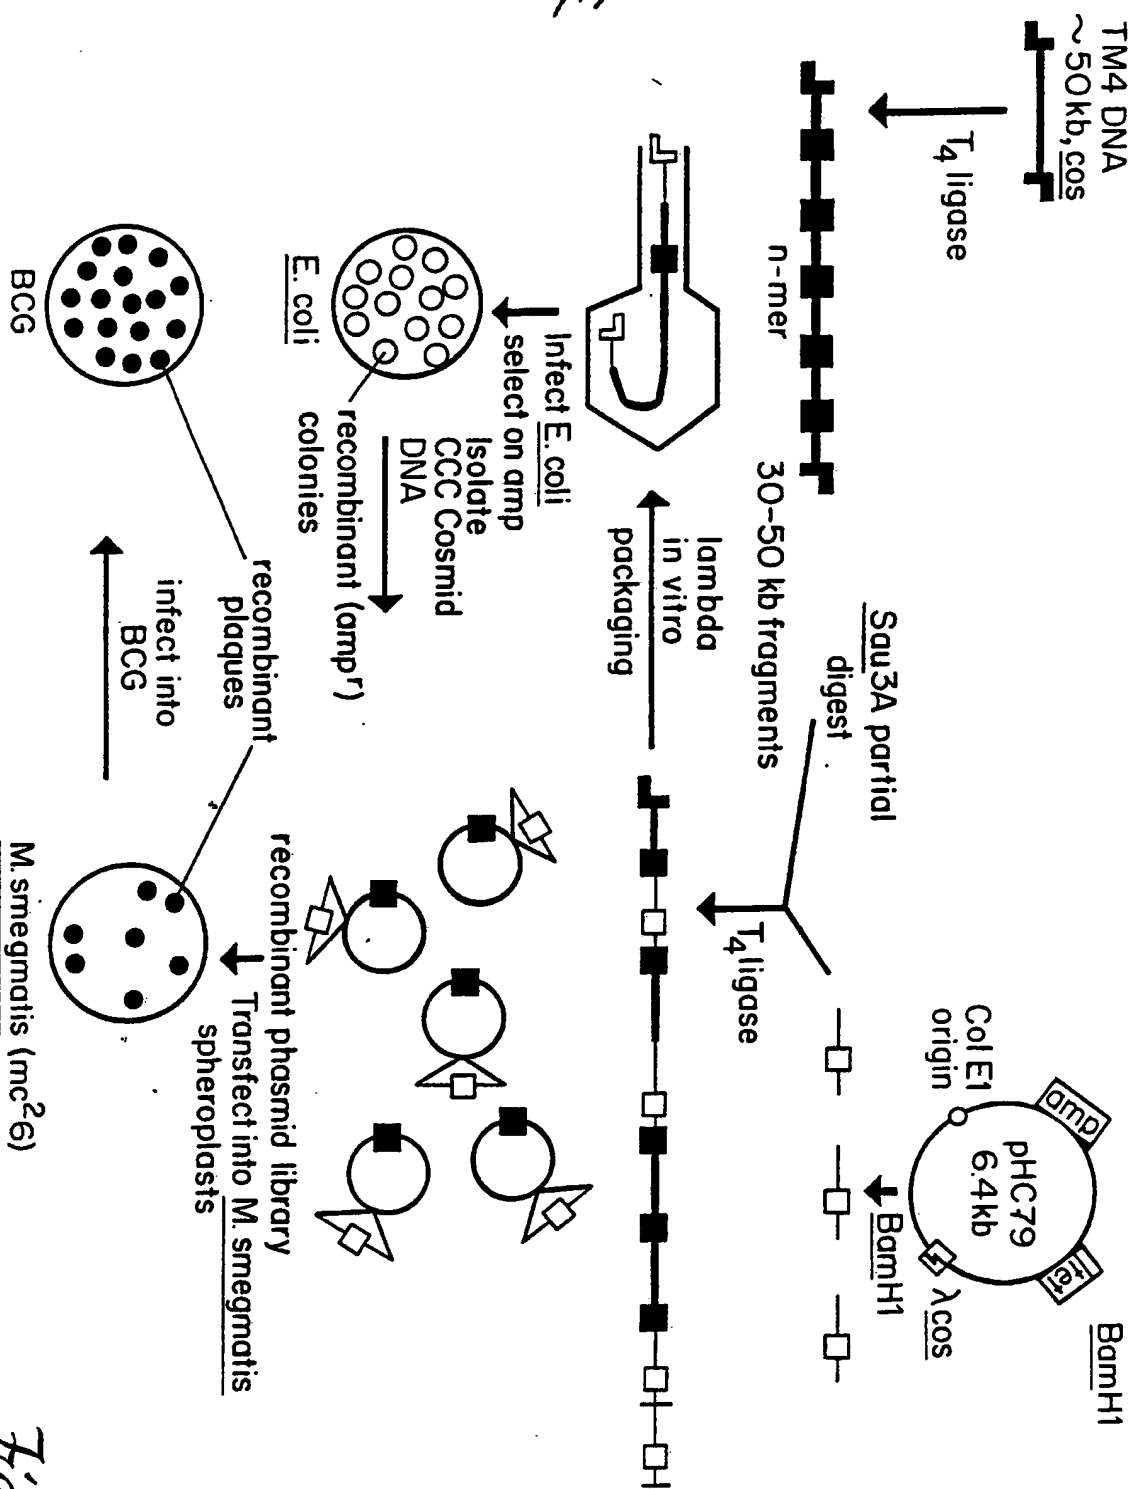 TM4 DNA
~50kb, cos
T4 ligase
n-mer
30-50 kb fragments
Sau3A partial
digest
Col E1
origin
amp
pHC79
6.4kb
tet
BamH1
λcos
BamH1
T4 ligase
lambda
in vitro
packaging
Infect E. coli
select on amp
E. coli
Isolate
CCC Cosmid
DNA
recombinant (ampr)
colonies
recombinant phasmid library
Transfect into M. smegmatis
spheroplasts
recombinant
plaques
infect into
BCG
BCG
M. smegmatis (mc26)